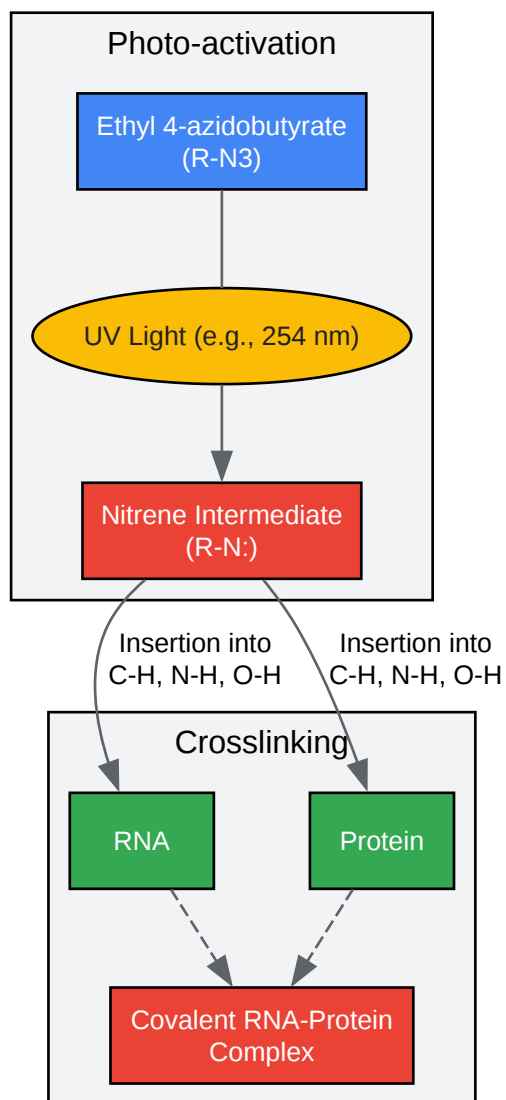 Photo-activation
Ethyl 4-azidobutyrate
(R-N3)
UV Light (e.g., 254 nm)
Nitrene Intermediate
(R-N:)
Insertion into
C-H, N-H, O-H
Insertion into
C-H, N-H, O-H
Crosslinking
RNA
Protein
Covalent RNA-Protein
Complex